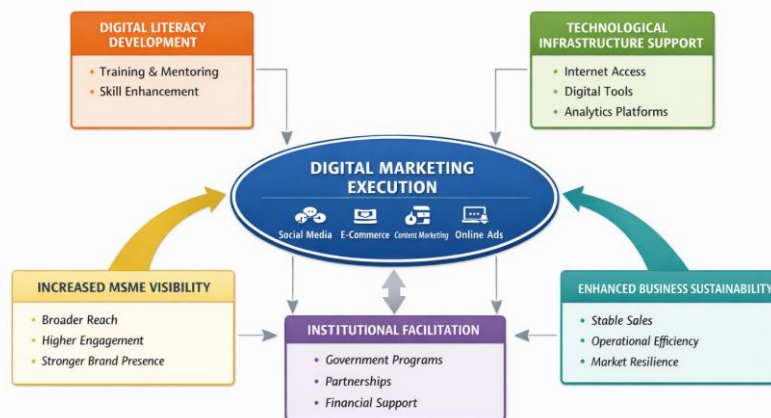 DIGITAL LITERACY
DEVELOPMENT
• Training & Mentoring
• Skill Enhancement
TECHNOLOGICAL
INFRASTRUCTURE SUPPORT
• Internet Access
• Digital Tools
• Analytics Platforms
DIGITAL MARKETING
EXECUTION
Social Media E-Commerce Content Marketing Online Ads
INCREASED MSME VISIBILITY
• Broader Reach
• Higher Engagement
• Stronger Brand Presence
INSTITUTIONAL FACILITATION
• Government Programs
• Partnerships
• Financial Support
ENHANCED BUSINESS SUSTAINABILITY
• Stable Sales
• Operational Efficiency
• Market Resilience